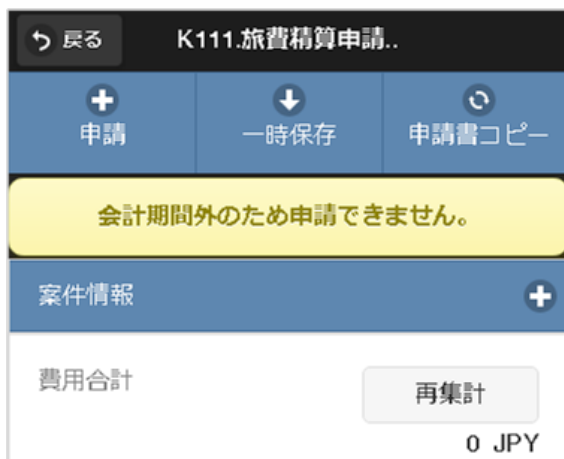 戻る
K111.旅費精算申請..
申請
一時保存
申請書コピー
会計期間外のため申請できません。
案件情報
費用合計
再集計
0 JPY